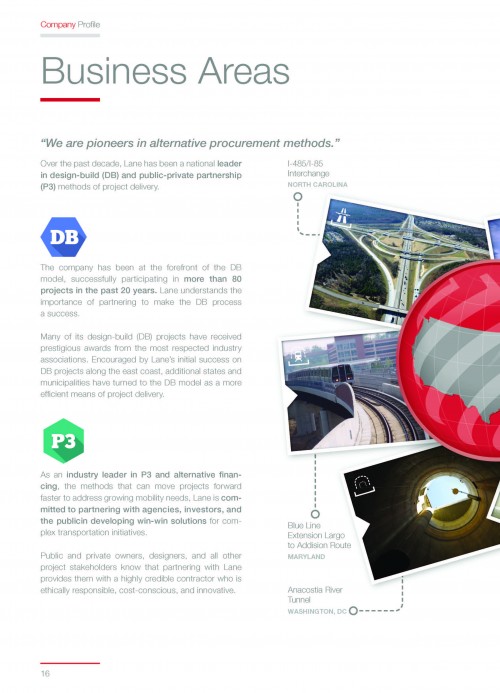 Company Profile
Business Areas
“We are pioneers in alternative procurement methods.”
Over the past decade, Lane has been a national leader
in design-build (DB) and public-private partnership
(P3) methods of project delivery.
I-485/I-85
Interchange
NORTH CAROLINA
DB
The company has been at the forefront of the DB
model, successfully participating in more than 80
projects in the past 20 years. Lane understands the
importance of partnering to make the DB process
a success.
Many of its design-build (DB) projects have received
prestigious awards from the most respected industry
associations. Encouraged by Lane’s initial success on
DB projects along the east coast, additional states and
municipalities have turned to the DB model as a more
efficient means of project delivery.
P3
As an industry leader in P3 and alternative finan-
cing, the methods that can move projects forward
faster to address growing mobility needs, Lane is com-
mitted to partnering with agencies, investors, and
the publicin developing win-win solutions for com-
plex transportation initiatives.
Public and private owners, designers, and all other
project stakeholders know that partnering with Lane
provides them with a highly credible contractor who is
ethically responsible, cost-conscious, and innovative.
Blue Line
Extension Largo
to Addision Route
MARYLAND
Anacostia River
Tunnel
WASHINGTON, DC
16